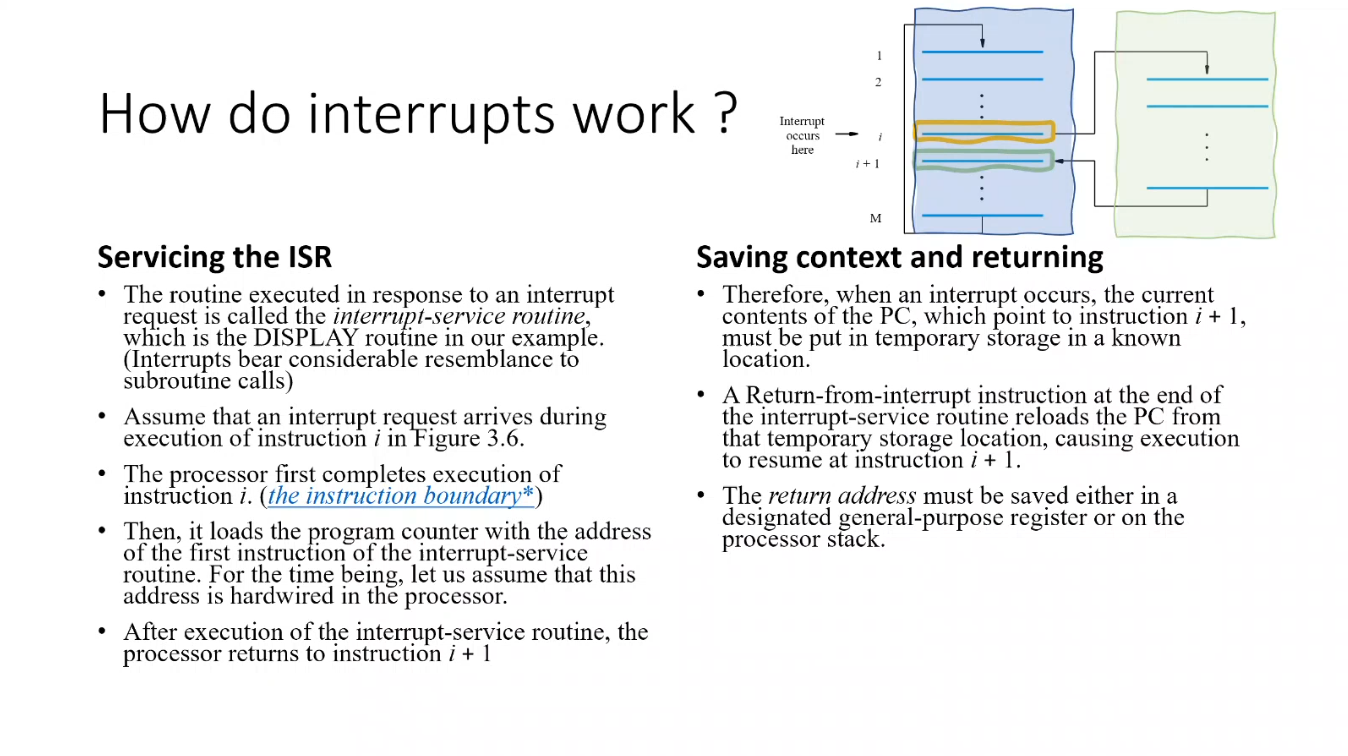 How do interrupts work ?
1
2
Interrupt
occurs
here
i
i + 1
M
Servicing the ISR
• The routine executed in response to an interrupt
request is called the interrupt-service routine,
which is the DISPLAY routine in our example.
(Interrupts bear considerable resemblance to
subroutine calls)
• Assume that an interrupt request arrives during
execution of instruction i in Figure 3.6.
• The processor first completes execution of
instruction i. (the instruction boundary*)
• Then, it loads the program counter with the address
of the first instruction of the interrupt-service
routine. For the time being, let us assume that this
address is hardwired in the processor.
• After execution of the interrupt-service routine, the
processor returns to instruction i + 1
Saving context and returning
• Therefore, when an interrupt occurs, the current
contents of the PC, which point to instruction i + 1,
must be put in temporary storage in a known
location.
• A Return-from-interrupt instruction at the end of
the interrupt-service routine reloads the PC from
that temporary storage location, causing execution
to resume at instruction i + 1.
• The return address must be saved either in a
designated general-purpose register or on the
processor stack.